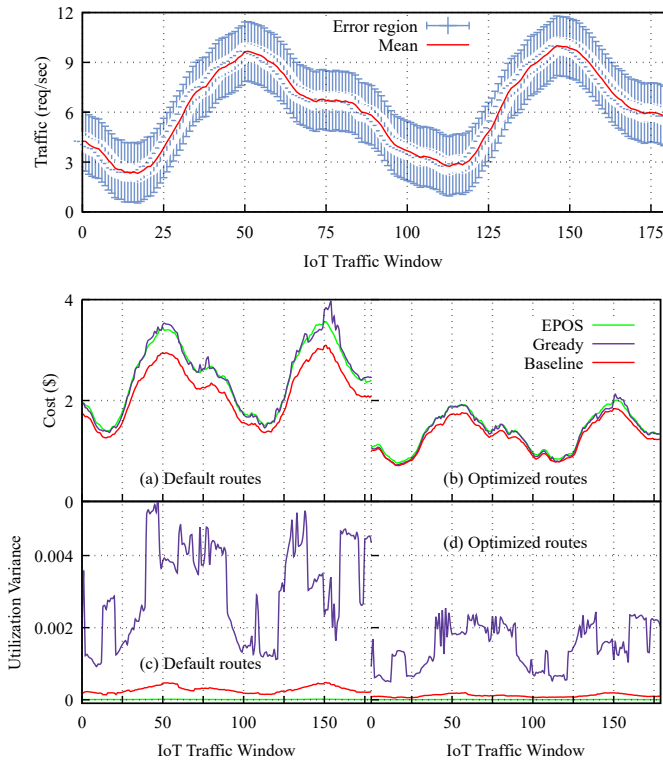 12
9
6
3
0
Traffic (req/sec)
Error region
Mean
0 25 50 75 100 125 150 175
IoT Traffic Window
4
2
0
Cost ($)
EPOS
Gready
Baseline
(a) Default routes
(b) Optimized routes
0.004
0.002
0
Utilization Variance
(d) Optimized routes
(c) Default routes
0 50 100 150 0 50 100 150
IoT Traffic Window IoT Traffic Window